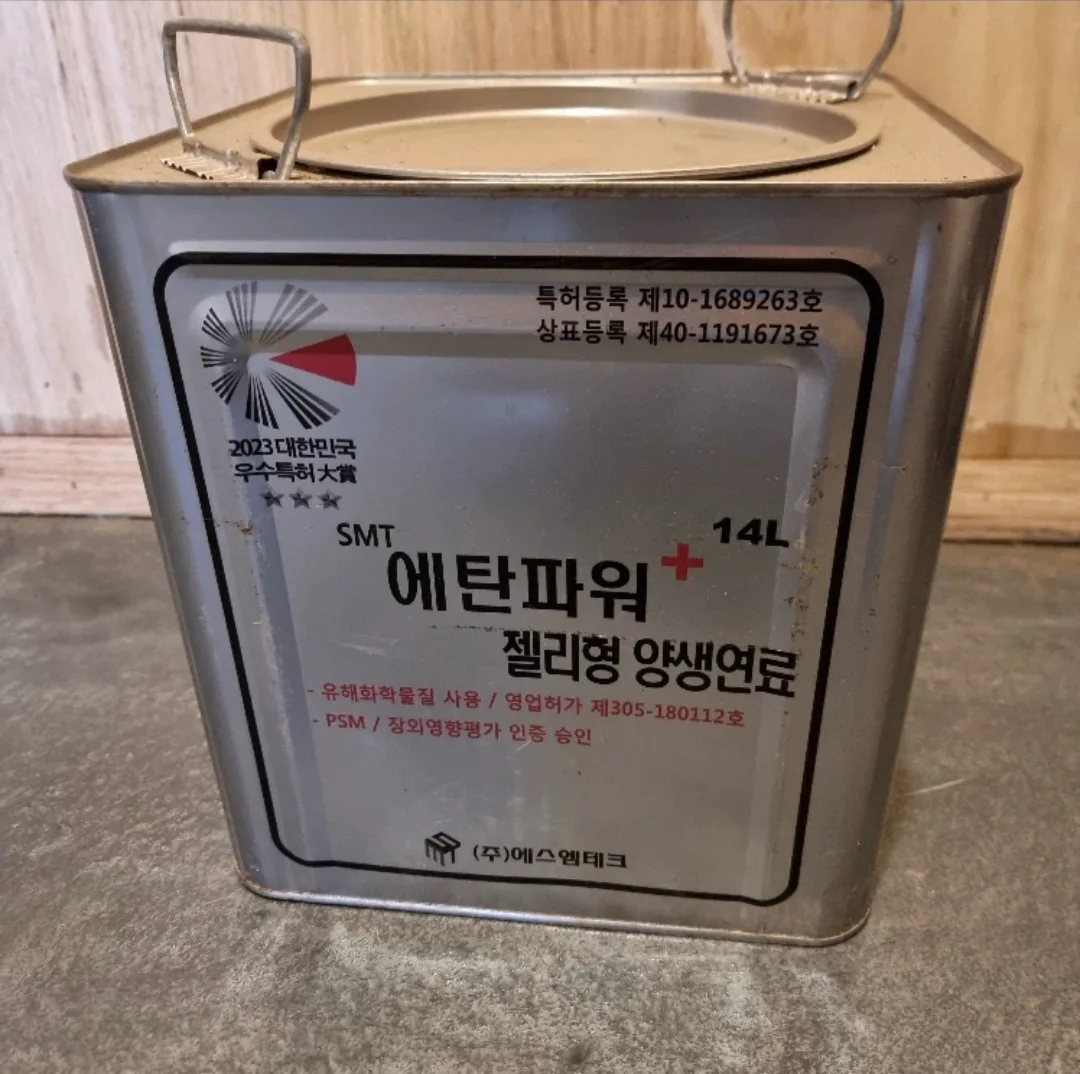 특허등록 제10-1689263호
상표등록 제40-1191673호
2023 대한민국
우수특허 大賞
SMT
14L
에탄파워+
젤리형 양생연료
- 유해화학물질 사용 / 영업허가 제305-180112호
- PSM / 장외영향평가 인증 승인
(주)에스엠테크